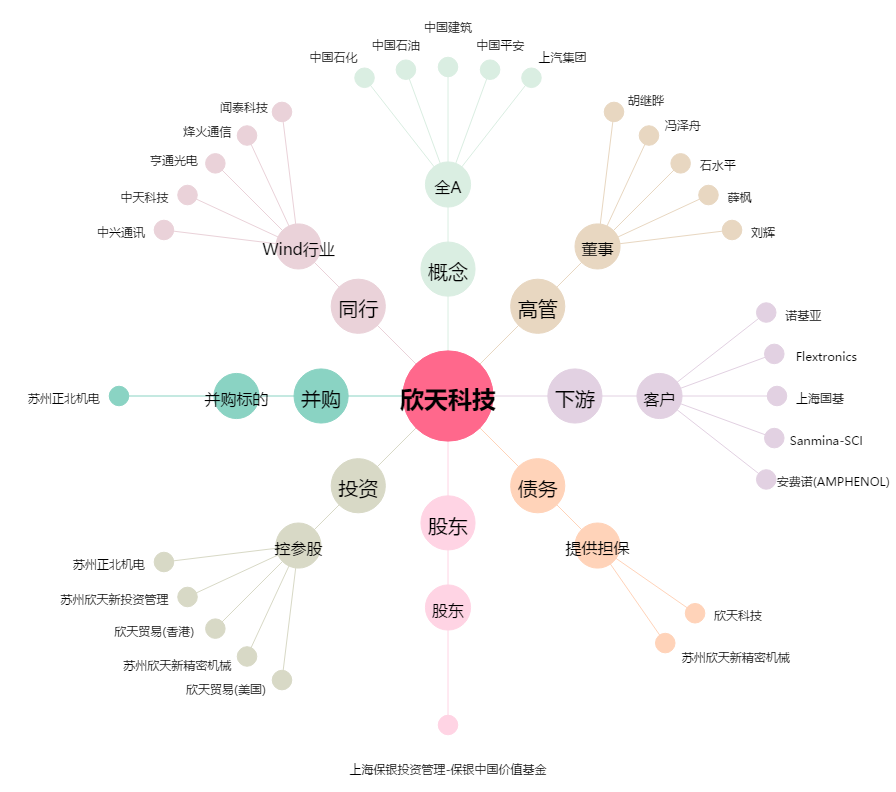 中国建筑
中国石油
中国平安
中国石化
上汽集团
闻泰科技
胡继晔
烽火通信
冯泽舟
亨通光电
石水平
全A
中天科技
薛枫
中兴通讯
刘辉
Wind行业
董事
概念
同行
高管
诺基亚
Flextronics
苏州正北机电
并购标的
并购
欣天科技
下游
客户
上海国基
Sanmina-SCI
安费诺(AMPHENOL)
投资
债务
股东
控参股
提供担保
苏州正北机电
苏州欣天新投资管理
股东
欣天科技
欣天贸易(香港)
苏州欣天新精密机械
苏州欣天新精密机械
欣天贸易(美国)
上海保银投资管理-保银中国价值基金